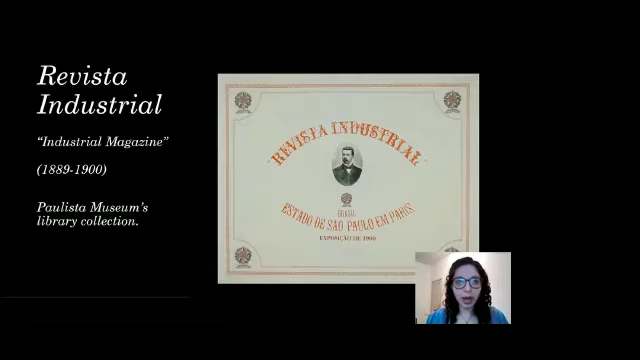 Revista
Industrial
“Industrial Magazine”
(1889-1900)
Paulista Museum’s
library collection.
REVISTA INDUSTRIAL
BRAZIL
ESTADO DE SÃO PAULO EM PARIS
EXPOSIÇÃO DE 1900